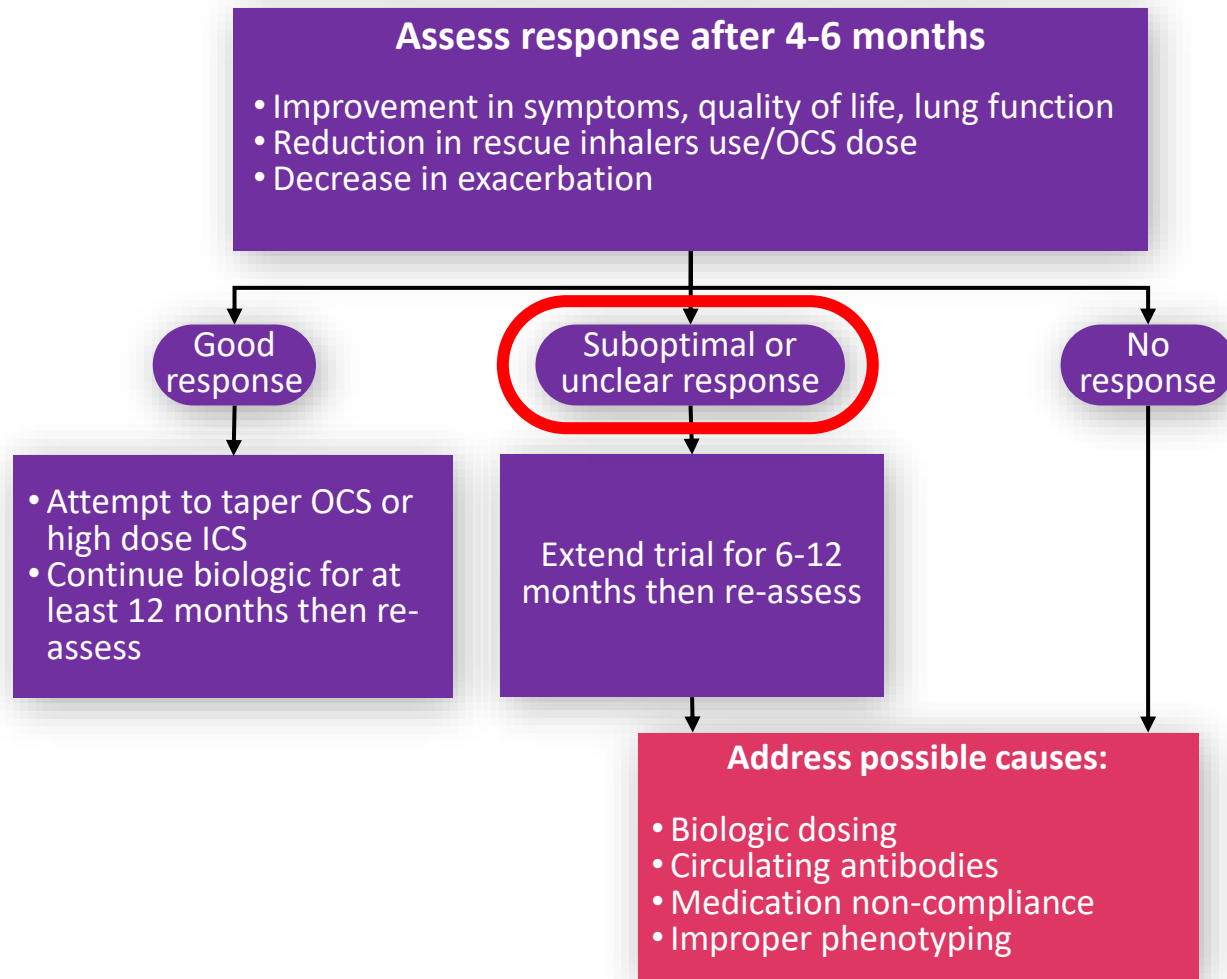 Assess response after 4-6 months
• Improvement in symptoms, quality of life, lung function
• Reduction in rescue inhalers use/OCS dose
• Decrease in exacerbation
Good
response
Suboptimal or
unclear response
No
response
• Attempt to taper OCS or
high dose ICS
• Continue biologic for at
least 12 months then re-
assess
Extend trial for 6-12
months then re-assess
Address possible causes:
• Biologic dosing
• Circulating antibodies
• Medication non-compliance
• Improper phenotyping